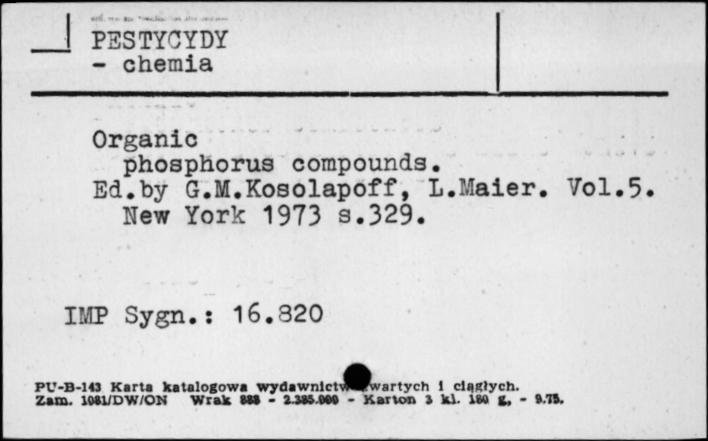 PESTYCYDY
- chemia
Organic
phosphorus compounds.
Ed.by G.M.Kosolapoff, L.Maier. Vol.5.
New York 1973 s.329.
IMP Sygn.: 16.820
PU-B-143 Karta katalogowa wydawnictw zwartych i ciągłych.
Zam. 1081/DW/ON Wrak 888 - 2.385.000 - Karton 3 kl. 180 g, - 9.75.